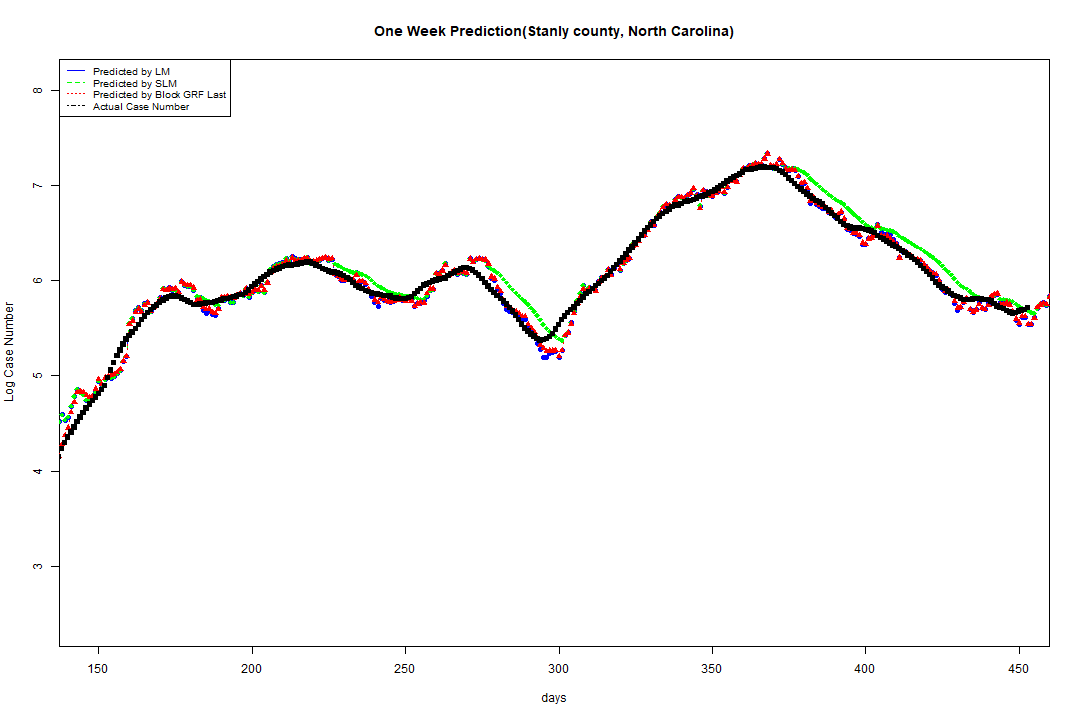 One Week Prediction(Stanly county, North Carolina)
Predicted by LM
Predicted by SLM
Predicted by Block GRF Last
Actual Case Number
8
7
6
5
4
3
Log Case Number
150 200 250 300 350 400 450
days